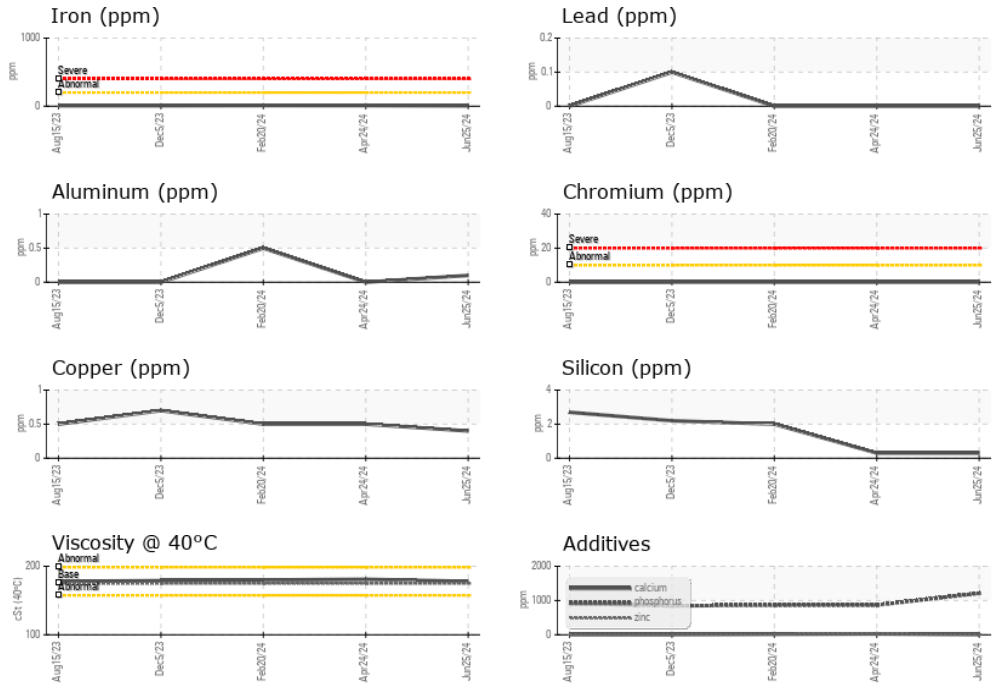 Iron (ppm)
1000
ppm
Severe
Abnormal
0
Aug15/23
Dec5/23
Feb20/24
Apr24/24
Jun25/24
Lead (ppm)
0.2
ppm
0.1
0
Aug15/23
Dec5/23
Feb20/24
Apr24/24
Jun25/24
Aluminum (ppm)
1
ppm
0.5
0
Aug15/23
Dec5/23
Feb20/24
Apr24/24
Jun25/24
Chromium (ppm)
40
ppm
Severe
20
Abnormal
0
Aug15/23
Dec5/23
Feb20/24
Apr24/24
Jun25/24
Copper (ppm)
1
ppm
0.5
0
Aug15/23
Dec5/23
Feb20/24
Apr24/24
Jun25/24
Silicon (ppm)
4
ppm
2
0
Aug15/23
Dec5/23
Feb20/24
Apr24/24
Jun25/24
Viscosity @ 40°C
Abnormal
200
cSt (40°C)
Base
Abnormal
100
Aug15/23
Dec5/23
Feb20/24
Apr24/24
Jun25/24
Additives
2000
ppm
calcium
1000
phosphorus
zinc
0
Aug15/23
Dec5/23
Feb20/24
Apr24/24
Jun25/24